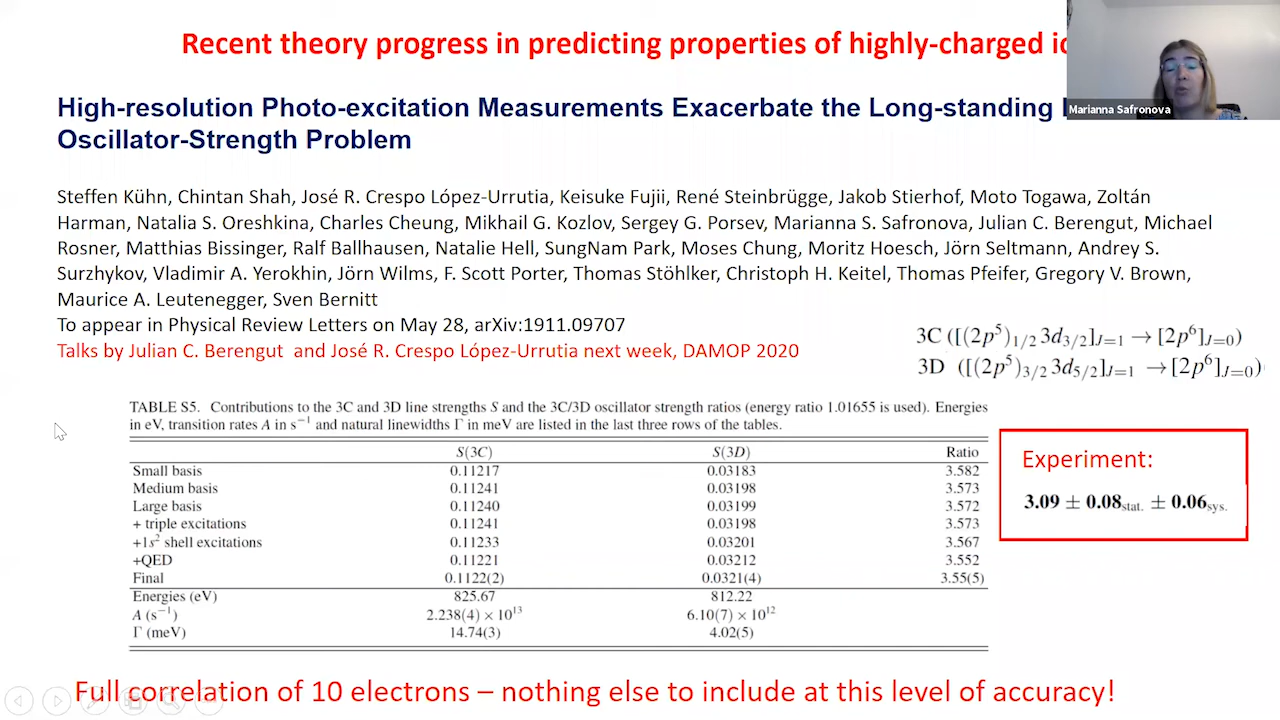 Recent theory progress in predicting properties of highly-charged
Marianna Safronova
High-resolution Photo-excitation Measurements Exacerbate the Long-standing
Oscillator-Strength Problem
Steffen Kühn, Chintan Shah, José R. Crespo López-Urrutia, Keisuke Fujii, René Steinbrügge, Jakob Stierhof, Moto Togawa, Zoltán
Harman, Natalia S. Oreshkina, Charles Cheung, Mikhail G. Kozlov, Sergey G. Porsev, Marianna S. Safronova, Julian C. Berengut, Michael
Rosner, Matthias Bissinger, Ralf Ballhausen, Natalie Hell, SungNam Park, Moses Chung, Moritz Hoesch, Jörn Seltmann, Andrey S.
Surzhykov, Vladimir A. Yerokhin, Jörn Wilms, F. Scott Porter, Thomas Stöhlker, Christoph H. Keitel, Thomas Pfeifer, Gregory V. Brown,
Maurice A. Leutenegger, Sven Bernitt
To appear in Physical Review Letters on May 28, arXiv:1911.09707
Talks by Julian C. Berengut and José R. Crespo López-Urrutia next week, DAMOP 2020
3C ([(2p⁵)₁/₂ 3d₃/₂]J=1 → [2p⁶]J=0)
3D ([(2p⁵)₃/₂ 3d₅/₂]J=1 → [2p⁶]J=0)
TABLE S5. Contributions to the 3C and 3D line strengths S and the 3C/3D oscillator strength ratios (energy ratio 1.01655 is used). Energies
in eV, transition rates A in s⁻¹ and natural linewidths Γ in meV are listed in the last three rows of the tables.
S(3C) S(3D) Ratio
Small basis 0.11217 0.03183 3.582
Medium basis 0.11241 0.03198 3.573
Large basis 0.11240 0.03199 3.572
+ triple excitations 0.11241 0.03198 3.573
+1s² shell excitations 0.11233 0.03201 3.567
+QED 0.11221 0.03212 3.552
Final 0.1122(2) 0.0321(4) 3.55(5)
Energies (eV) 825.67 812.22
A (s⁻¹) 2.238(4) × 10¹³ 6.10(7) × 10¹²
Γ (meV) 14.74(3) 4.02(5)
Experiment:
3.09 ± 0.08stat. ± 0.06sys.
Full correlation of 10 electrons – nothing else to include at this level of accuracy!